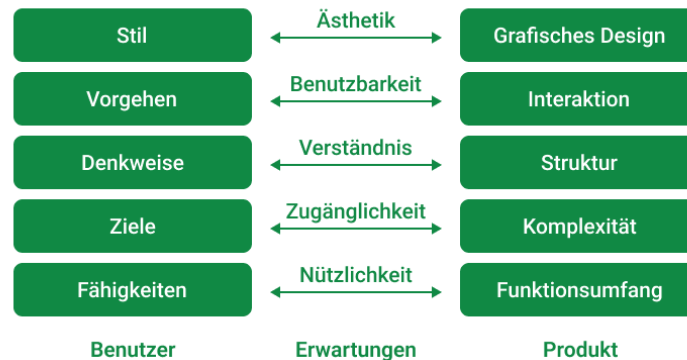 Stil Ästhetik Grafisches Design
Vorgehen Benutzbarkeit Interaktion
Denkweise Verständnis Struktur
Ziele Zugänglichkeit Komplexität
Fähigkeiten Nützlichkeit Funktionsumfang
Benutzer Erwartungen Produkt